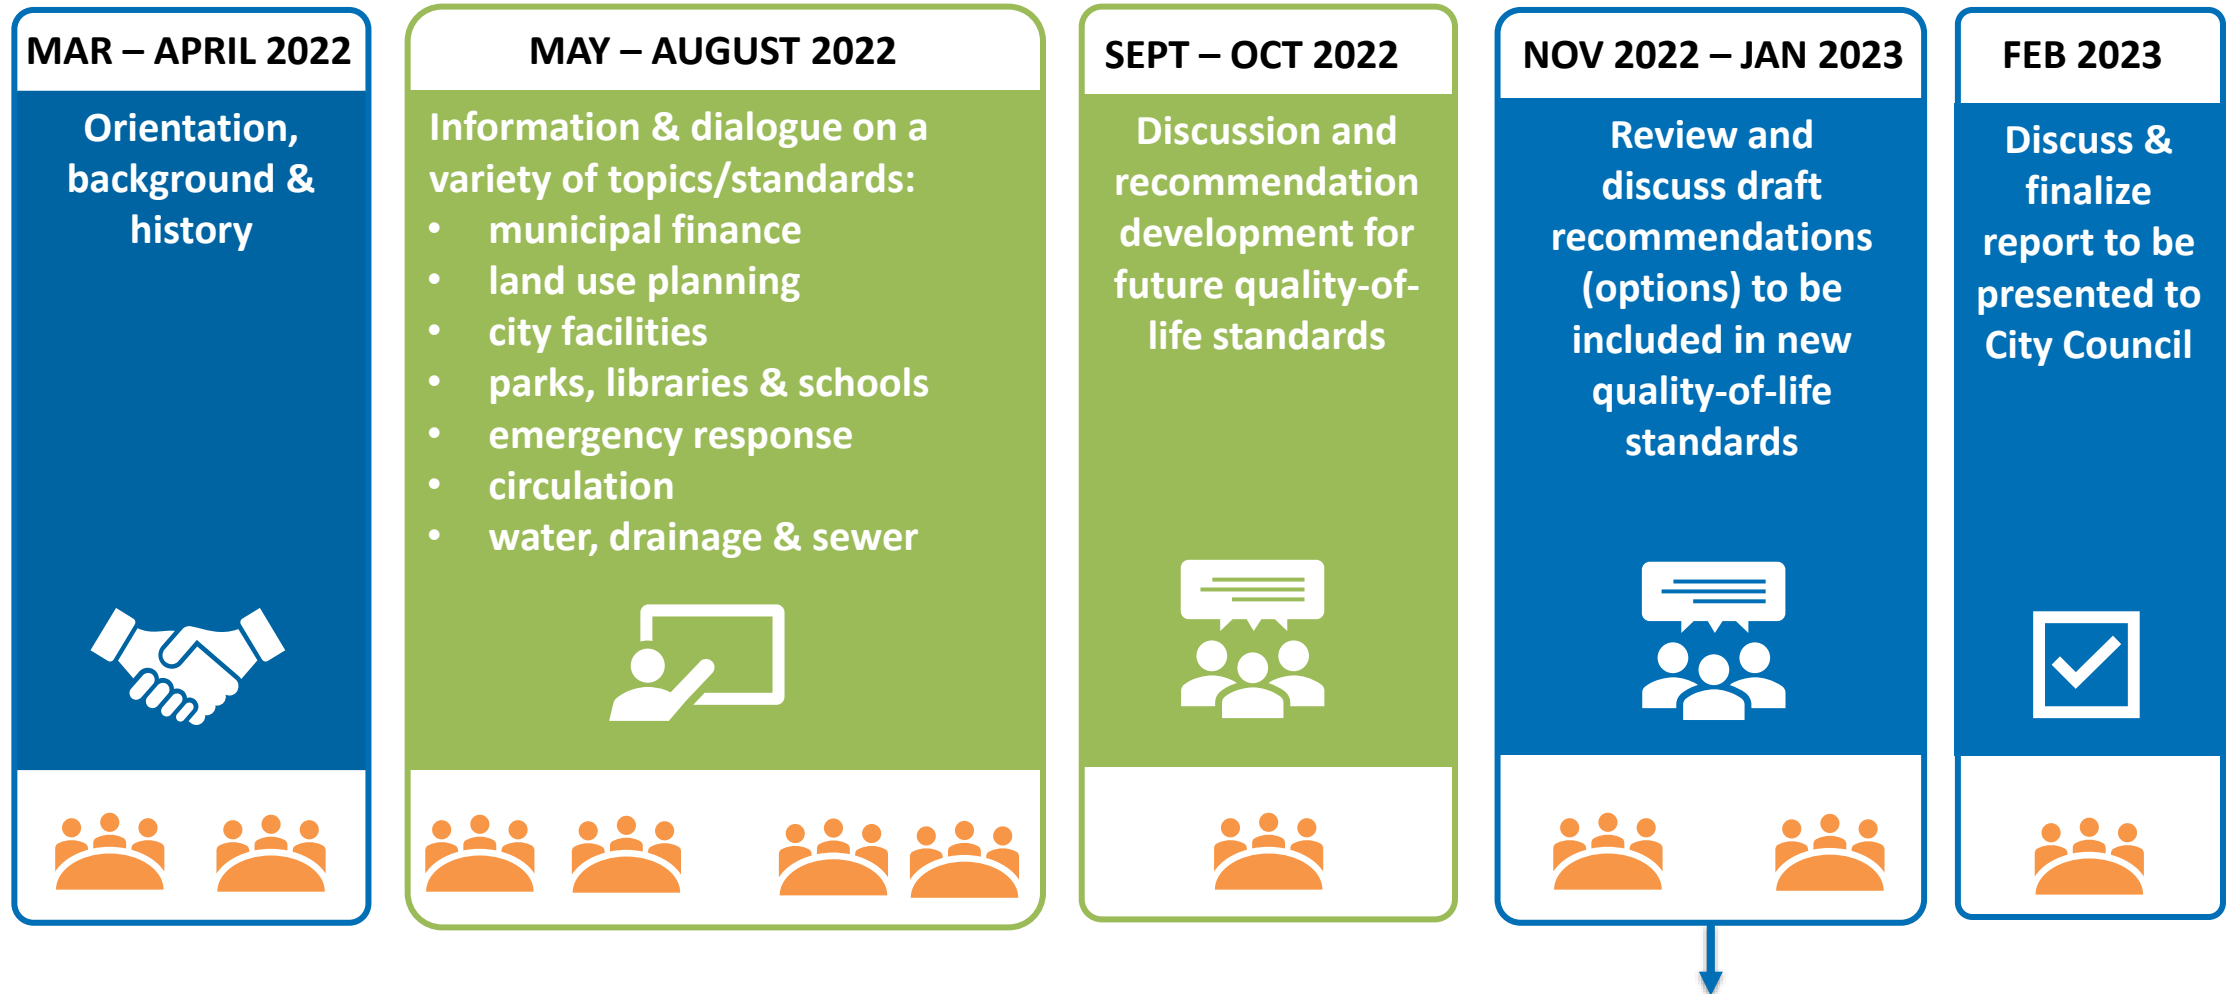 MAR – APRIL 2022
Orientation,
background &
history
MAY – AUGUST 2022
Information & dialogue on a
variety of topics/standards:
• municipal finance
• land use planning
• city facilities
• parks, libraries & schools
• emergency response
• circulation
• water, drainage & sewer
SEPT – OCT 2022
Discussion and
recommendation
development for
future quality-of-
life standards
NOV 2022 – JAN 2023
Review and
discuss draft
recommendations
(options) to be
included in new
quality-of-life
standards
FEB 2023
Discuss &
finalize
report to be
presented to
City Council